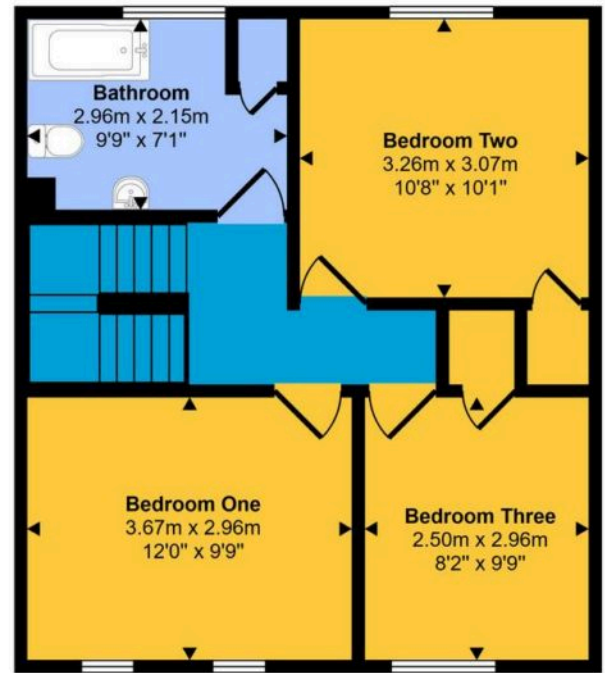 Bathroom
2.96m x 2.15m
9'9" x 7'1"
Bedroom Two
3.26m x 3.07m
10'8" x 10'1"
Bedroom One
3.67m x 2.96m
12'0" x 9'9"
Bedroom Three
2.50m x 2.96m
8'2" x 9'9"